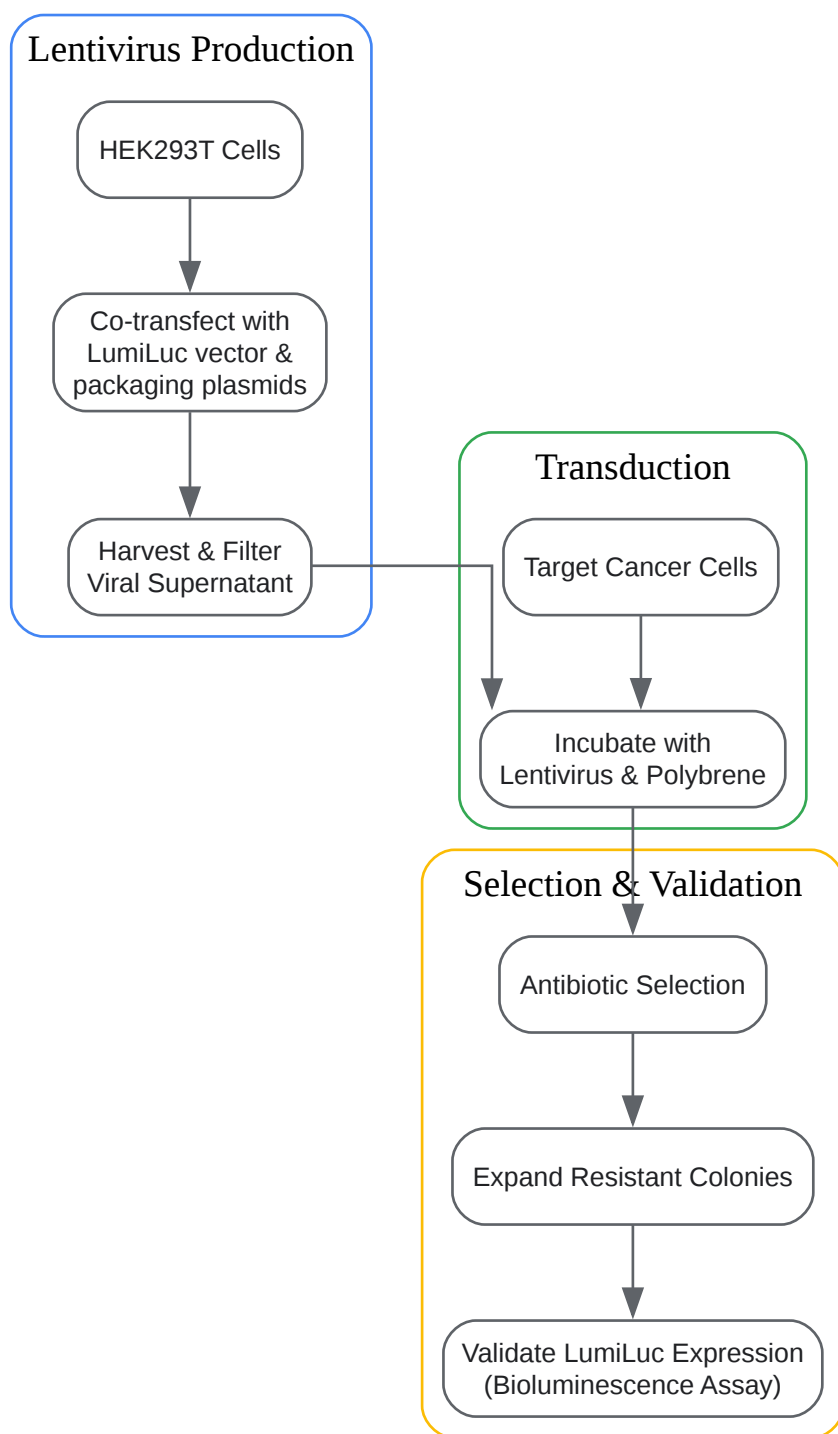 Lentivirus Production
HEK293T Cells
Co-transfect with
LumiLuc vector &
packaging plasmids
Harvest & Filter
Viral Supernatant
Transduction
Target Cancer Cells
Incubate with
Lentivirus & Polybrene
Selection & Validation
Antibiotic Selection
Expand Resistant Colonies
Validate LumiLuc Expression
(Bioluminescence Assay)